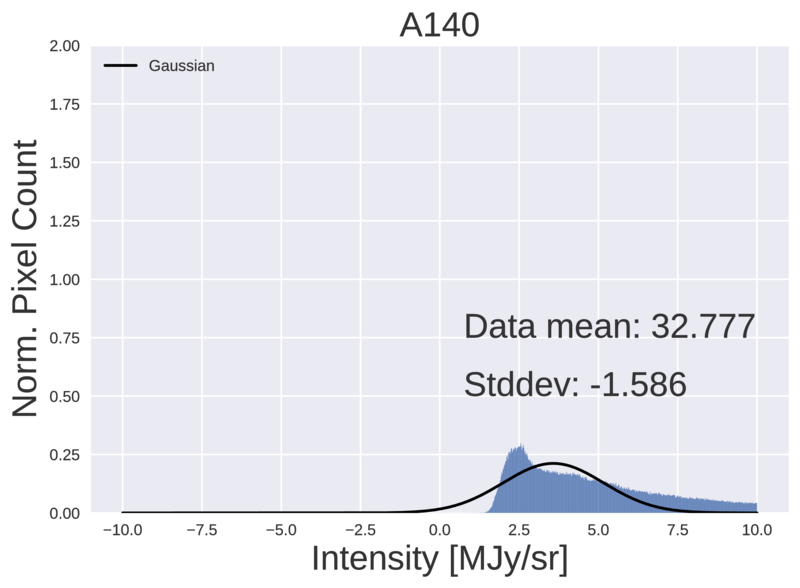 A140
2.00
Gaussian
1.75
1.50
1.25
1.00
0.75
0.50
0.25
0.00
Norm. Pixel Count
Data mean: 32.777
Stddev: -1.586
−10.0 −7.5 −5.0 −2.5 0.0 2.5 5.0 7.5 10.0
Intensity [MJy/sr]